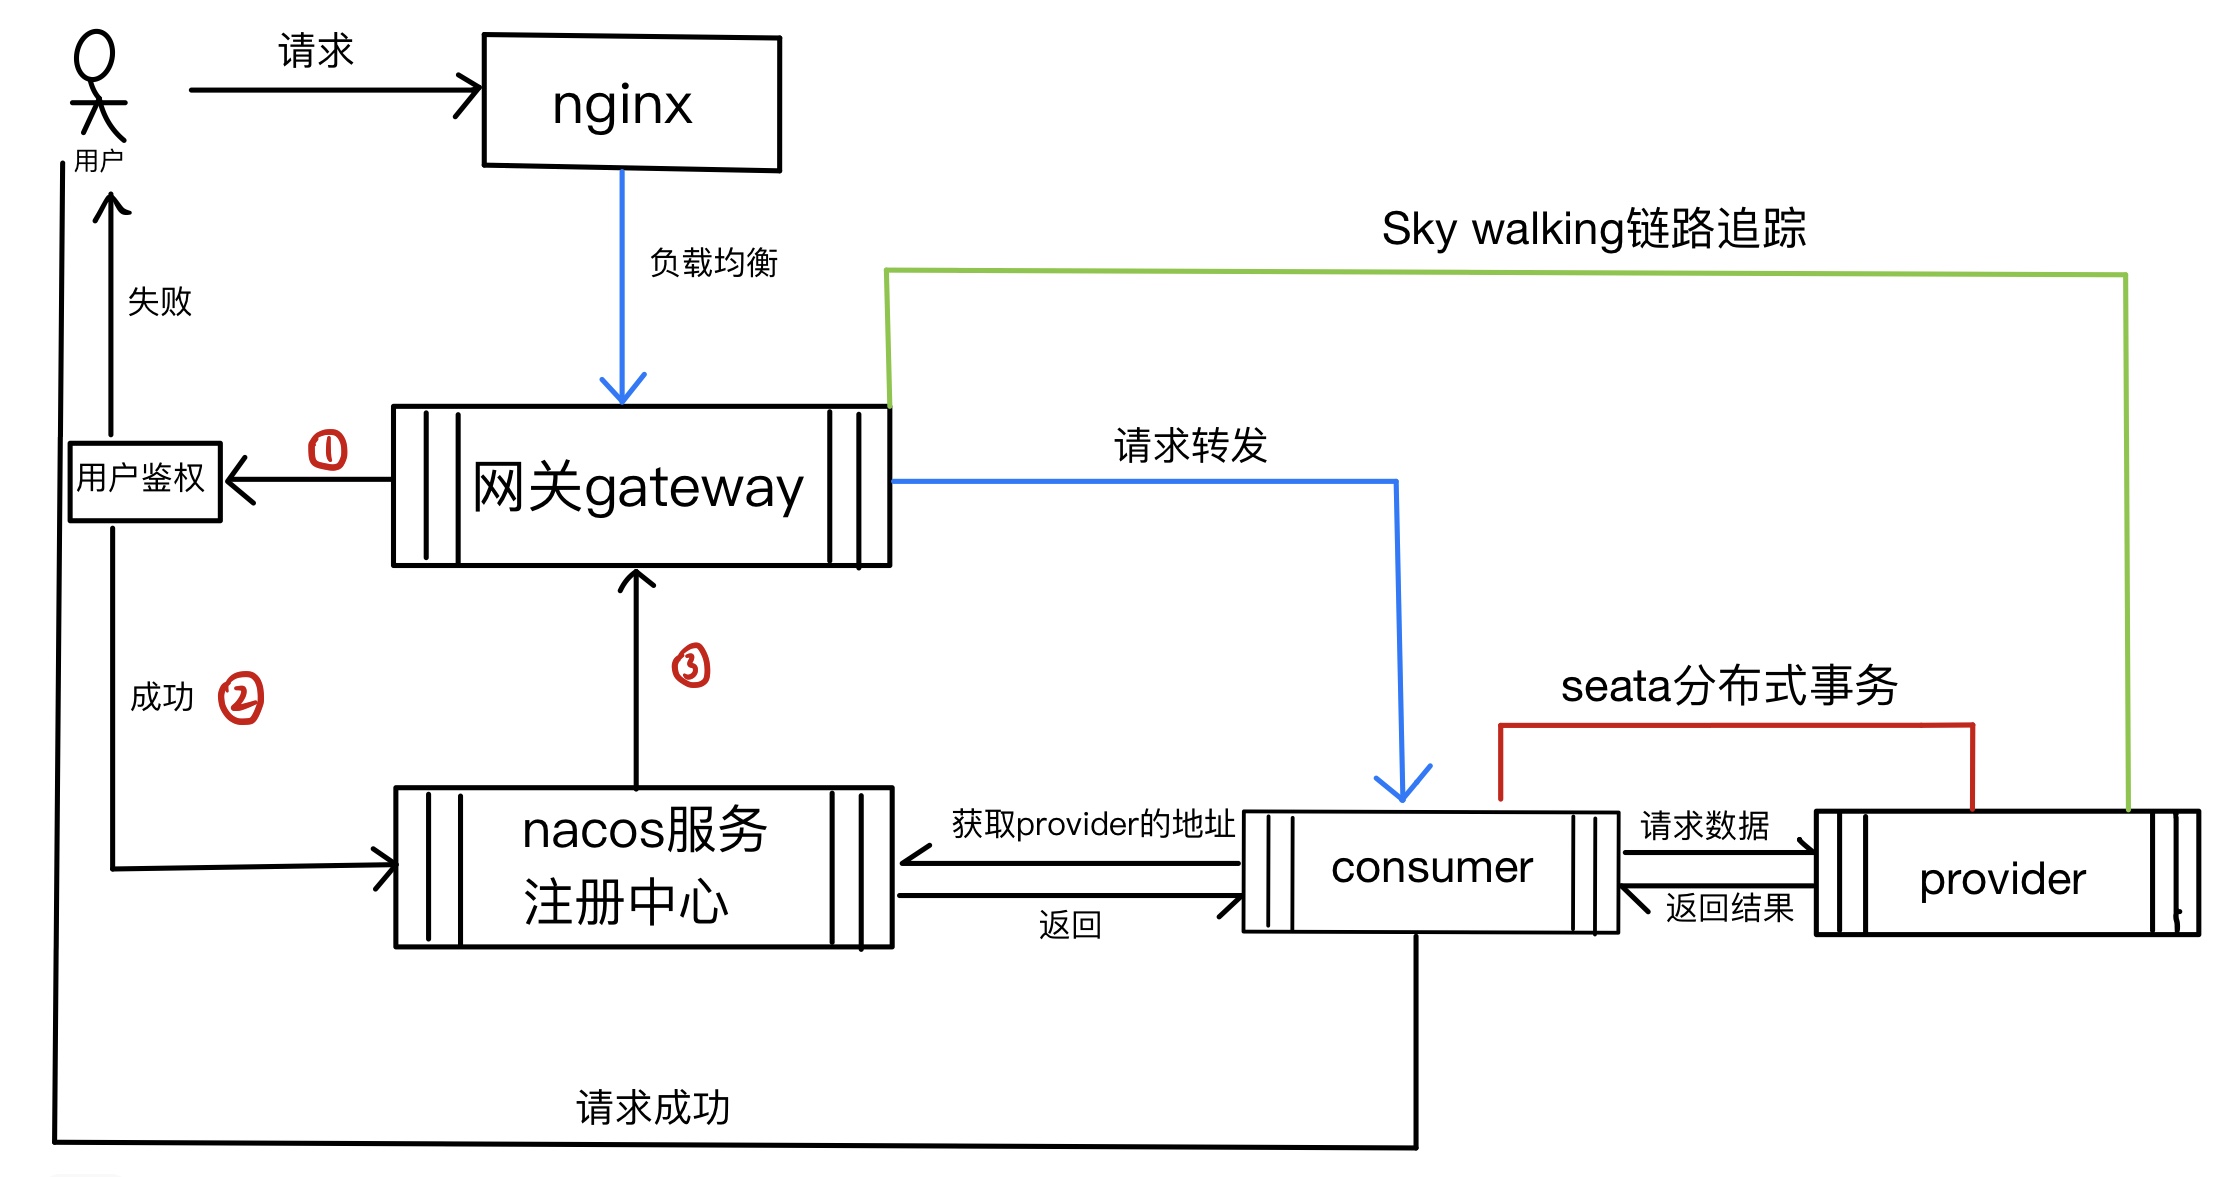 请求
nginx
用户
负载均衡
Sky walking链路追踪
失败
①
用户鉴权
网关gateway
请求转发
③
成功
②
seata分布式事务
nacos服务
注册中心
获取provider的地址
返回
consumer
请求数据
返回结果
provider
请求成功